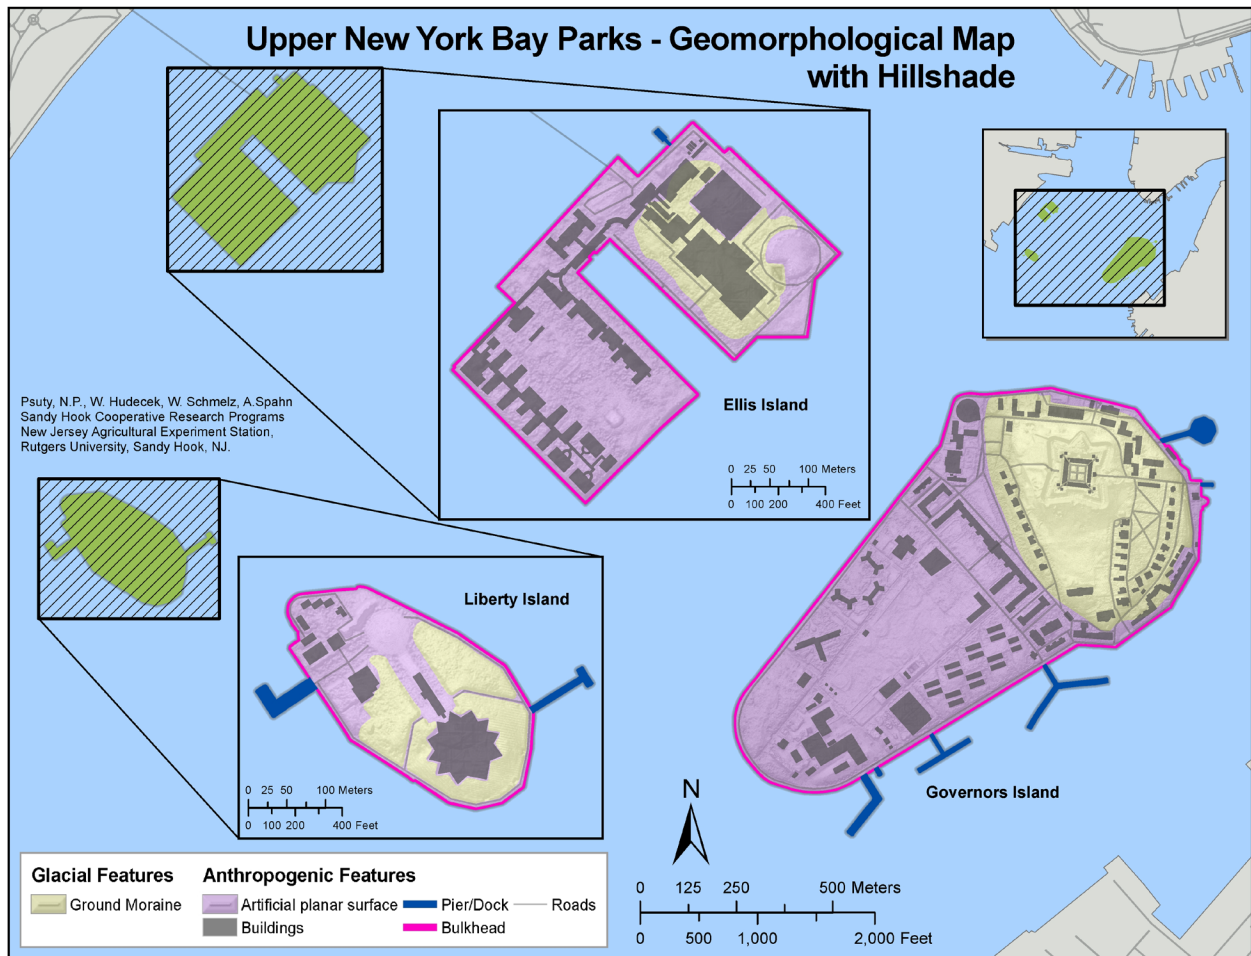 Upper New York Bay Parks - Geomorphological Map
with Hillshade
Psuty, N.P., W. Hudecek, W. Schmelz, A.Spahn
Sandy Hook Cooperative Research Programs
New Jersey Agricultural Experiment Station,
Rutgers University, Sandy Hook, NJ.
Ellis Island
0 25 50 100 Meters
0 100 200 400 Feet
Liberty Island
0 25 50 100 Meters
0 100 200 400 Feet
Governors Island
N
0 125 250 500 Meters
0 500 1,000 2,000 Feet
Glacial Features
Ground Moraine
Anthropogenic Features
Artificial planar surface
Pier/Dock
Roads
Buildings
Bulkhead